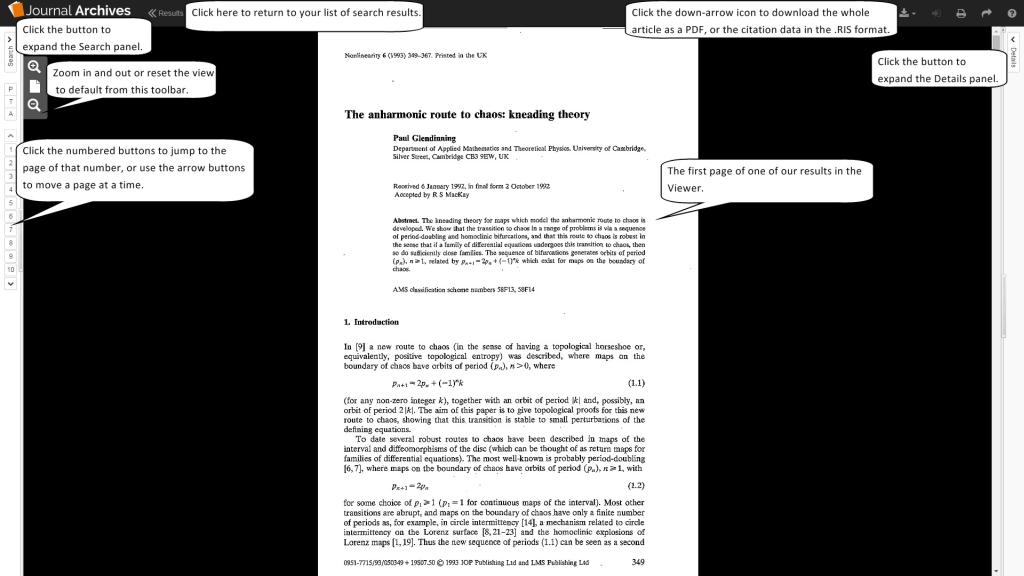 Journal Archives
Results
Click here to return to your list of search results.
Click the down-arrow icon to download the whole
article as a PDF, or the citation data in the .RIS format.
Click the button to
expand the Search panel.
Search
Details
Click the button to
expand the Details panel.
Zoom in and out or reset the view
to default from this toolbar.
P
T
A
1
2
3
4
5
6
7
8
9
10
Click the numbered buttons to jump to the
page of that number, or use the arrow buttons
to move a page at a time.
The first page of one of our results in the
Viewer.
Nonlinearity 6 (1993) 349–367. Printed in the UK
The anharmonic route to chaos: kneading theory
Paul Glendinning
Department of Applied Mathematics and Theoretical Physics, University of Cambridge,
Silver Street, Cambridge CB3 9EW, UK
Received 6 January 1992, in final form 2 October 1992
Accepted by R S MacKay
Abstract. The kneading theory for maps which model the anharmonic route to chaos is
developed. We show that the transition to chaos in a range of problems is via a sequence
of period-doubling and homoclinic bifurcations, and that this route to chaos is robust in
the sense that if a family of differential equations undergoes this transition to chaos, then
so do sufficiently close families. The sequence of bifurcations generates orbits of period
(pₙ), n ≥ 1, related by pₙ₊₁ = 2pₙ + (−1)ⁿk which exist for maps on the boundary of
chaos.
AMS classification scheme numbers 58F13, 58F14
1. Introduction
In [9] a new route to chaos (in the sense of having a topological horseshoe or,
equivalently, positive topological entropy) was described, where maps on the
boundary of chaos have orbits of period (pₙ), n > 0, where
pₙ₊₁ = 2pₙ + (−1)ⁿk (1.1)
(for any non-zero integer k), together with an orbit of period |k| and, possibly, an
orbit of period 2 |k|. The aim of this paper is to give topological proofs for this new
route to chaos, showing that this transition is stable to small perturbations of the
defining equations.
To date several robust routes to chaos have been described in maps of the
interval and diffeomorphisms of the disc (which can be thought of as return maps for
families of differential equations). The most well-known is probably period-doubling
[6, 7], where maps on the boundary of chaos have orbits of period (pₙ), n ≥ 1, with
pₙ₊₁ = 2pₙ (1.2)
for some choice of p₁ ≥ 1 (p₁ = 1 for continuous maps of the interval). Most other
transitions are abrupt, and maps on the boundary of chaos have only a finite number
of periods as, for example, in circle intermittency [14], a mechanism related to circle
intermittency on the Lorenz surface [8, 21–23] and the homoclinic explosions of
Lorenz maps [1, 19]. Thus the new sequence of periods (1.1) can be seen as a second
0951-7715/93/050349 + 19$07.50 © 1993 IOP Publishing Ltd and LMS Publishing Ltd 349